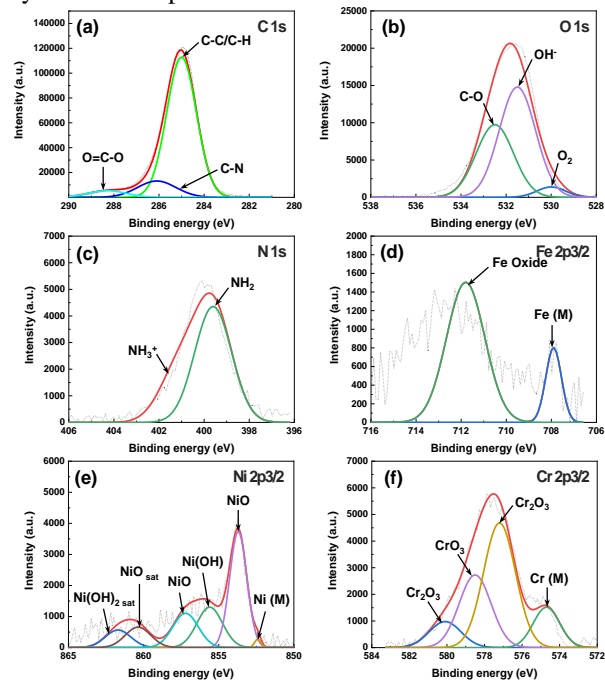 (a)
C 1s
C-C/C-H
O=C-O
C-N
Intensity (a.u.)
0
20000
40000
60000
80000
100000
120000
140000
290
288
286
284
282
280
Binding energy (eV)
(b)
O 1s
OH-
C-O
O2
Intensity (a.u.)
0
5000
10000
15000
20000
25000
538
536
534
532
530
528
Binding energy (eV)
(c)
N 1s
NH2
NH3+
Intensity (a.u.)
0
1000
2000
3000
4000
5000
6000
7000
406
404
402
400
398
396
Binding energy (eV)
(d)
Fe 2p3/2
Fe Oxide
Fe (M)
Intensity (a.u.)
0
200
400
600
800
1000
1200
1400
1600
1800
2000
716
714
712
710
708
706
Binding energy (eV)
(e)
Ni 2p3/2
NiO
NiO sat
NiO
Ni(OH)
Ni(OH)2 sat
Ni (M)
Intensity (a.u.)
0
1000
2000
3000
4000
5000
6000
865
860
855
850
Binding energy (eV)
(f)
Cr 2p3/2
Cr2O3
CrO3
Cr2O3
Cr (M)
Intensity (a.u.)
0
1000
2000
3000
4000
5000
6000
7000
584
582
580
578
576
574
572
Binding energy (eV)